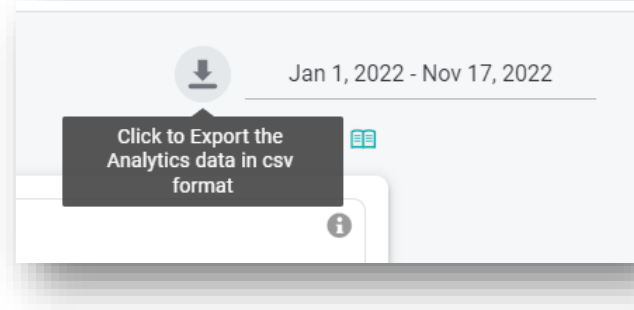 Jan 1, 2022 - Nov 17, 2022
Click to Export the
Analytics data in csv
format